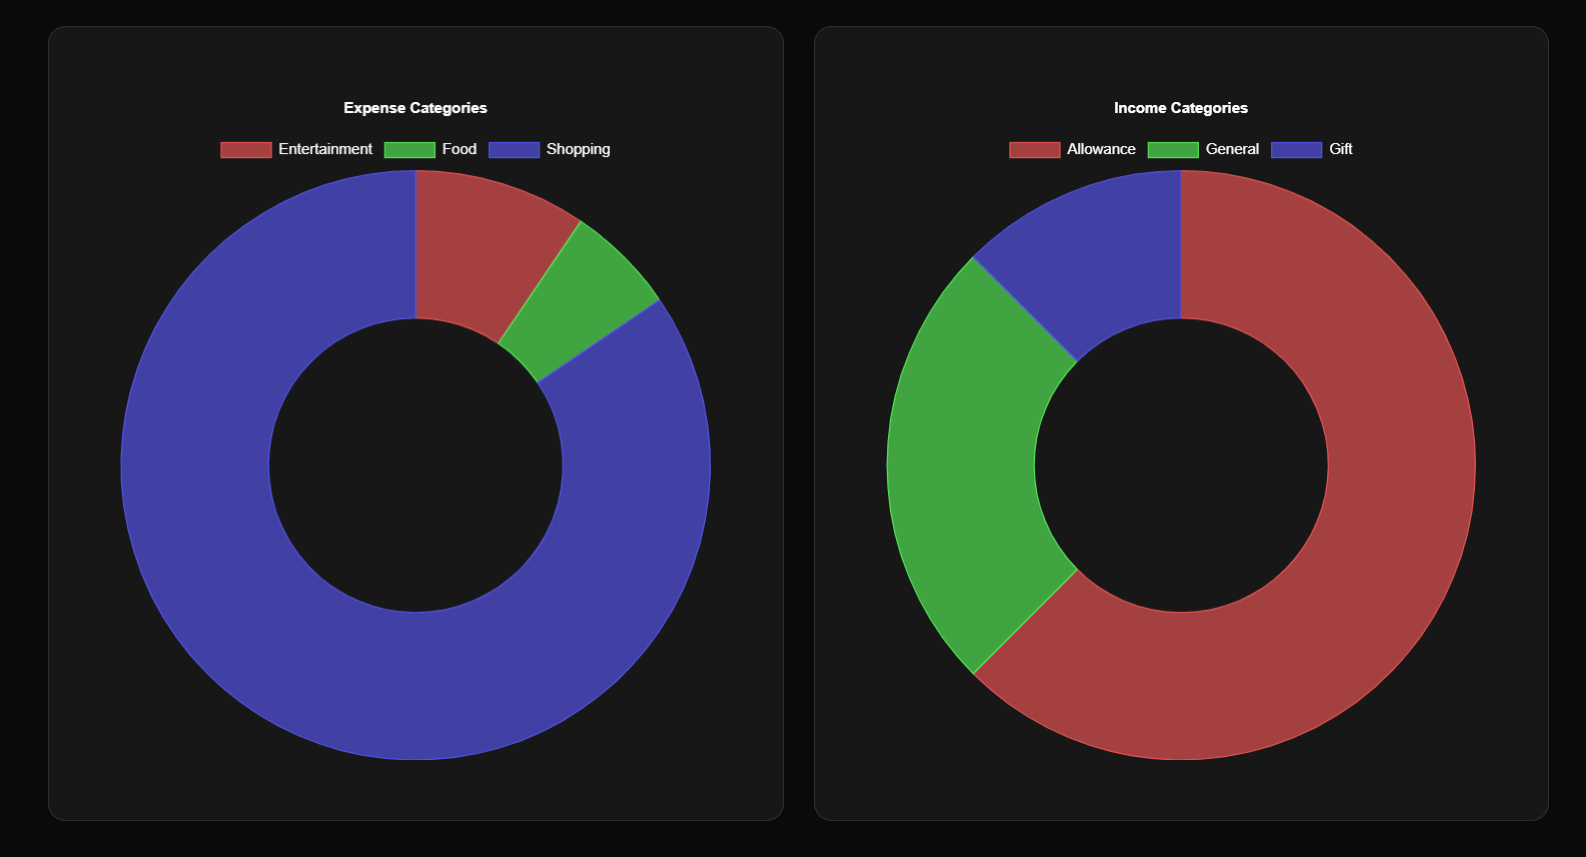 Expense Categories
Entertainment Food Shopping
Income Categories
Allowance General Gift